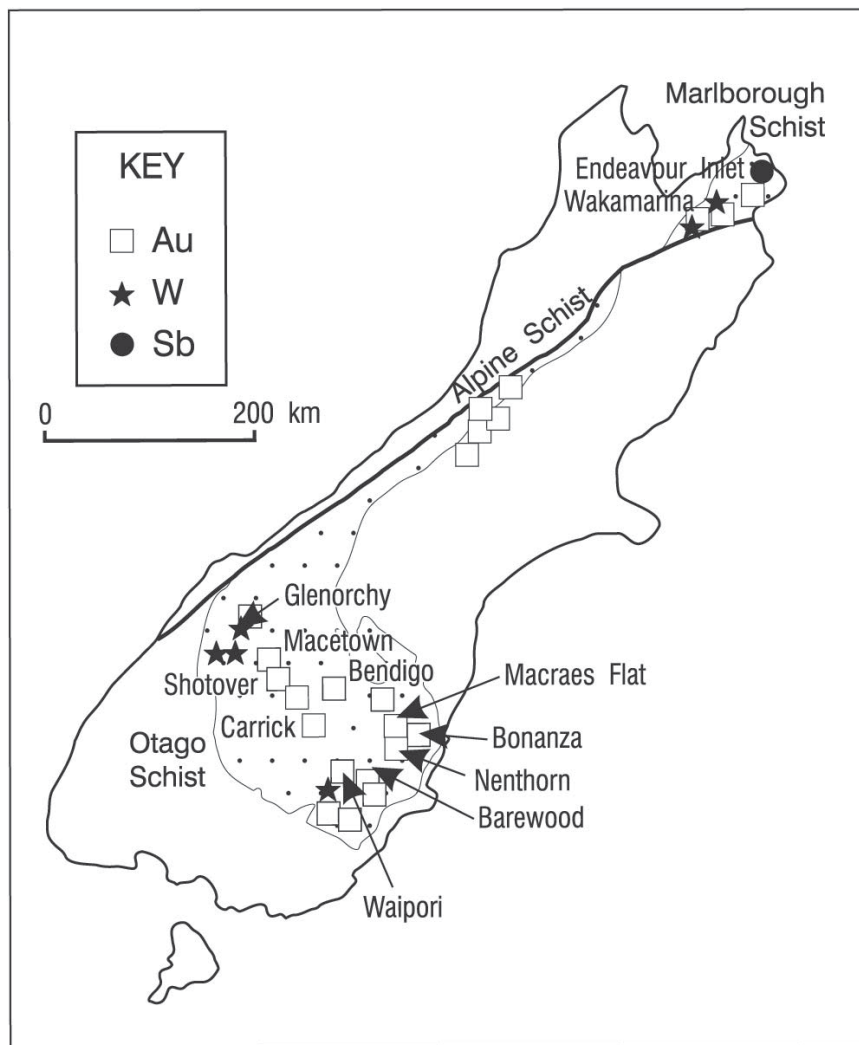 Marlborough
Schist
KEY
Au
W
Sb
0 200 km
Endeavour Inlet
Wakamarina
Alpine Schist
Glenorchy
Macetown
Bendigo
Shotover
Carrick
Macraes Flat
Bonanza
Nenthorn
Barewood
Otago
Schist
Waipori